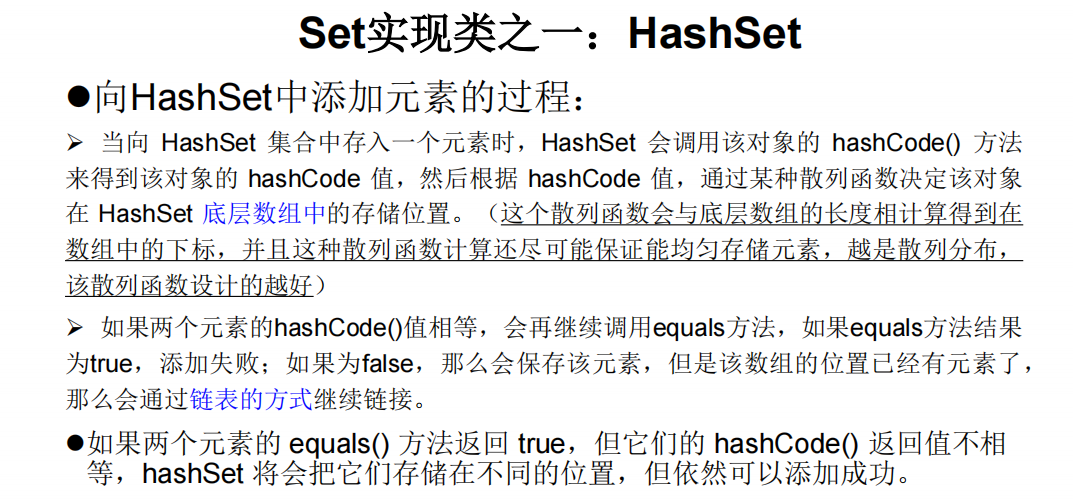 Set实现类之一：HashSet
●向HashSet中添加元素的过程：
➢ 当向 HashSet 集合中存入一个元素时，HashSet 会调用该对象的 hashCode() 方法
来得到该对象的 hashCode 值，然后根据 hashCode 值，通过某种散列函数决定该对象
在 HashSet 底层数组中的存储位置。（这个散列函数会与底层数组的长度相计算得到在
数组中的下标，并且这种散列函数计算还尽可能保证能均匀存储元素，越是散列分布，
该散列函数设计的越好）
➢ 如果两个元素的hashCode()值相等，会再继续调用equals方法，如果equals方法结果
为true，添加失败；如果为false，那么会保存该元素，但是该数组的位置已经有元素了，
那么会通过链表的方式继续链接。
●如果两个元素的 equals() 方法返回 true，但它们的 hashCode() 返回值不相
等，hashSet 将会把它们存储在不同的位置，但依然可以添加成功。